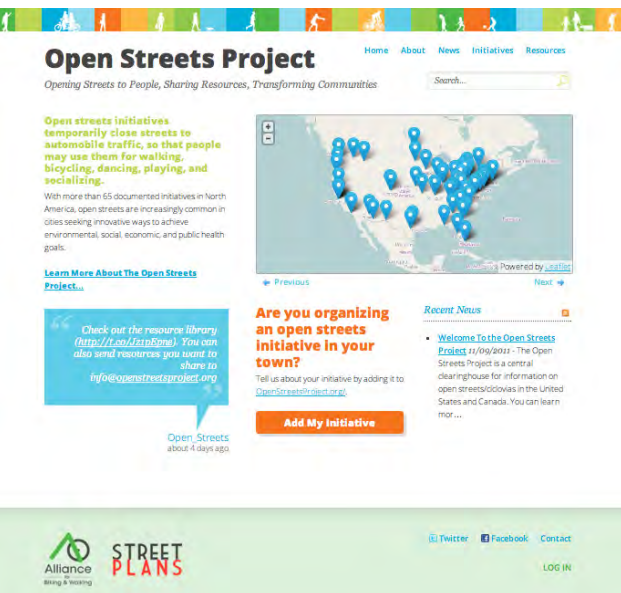 Open Streets Project
Opening Streets to People, Sharing Resources, Transforming Communities
Home About News Initiatives Resources
Search...
Open streets initiatives
temporarily close streets to
automobile traffic, so that people
may use them for walking,
bicycling, dancing, playing, and
socializing.
With more than 65 documented initiatives in North
America, open streets are increasingly common in
cities seeking innovative ways to achieve
environmental, social, economic, and public health
goals.
Learn More About The Open Streets
Project...
+
-
Powered by Leaflet
Previous Next
Check out the resource library
(http://t.co/Jz1pEpne). You can
also send resources you want to
share to
info@openstreetsproject.org
Open_Streets
about 4 days ago
Are you organizing
an open streets
initiative in your
town?
Tell us about your initiative by adding it to
OpenStreetsProject.org/.
Add My Initiative
Recent News
Welcome To the Open Streets
Project 11/09/2011 - The Open
Streets Project is a central
clearinghouse for information on
open streets/ciclovias in the United
States and Canada. You can learn
mor...
Alliance
for
Biking & Walking
STREET
PLANS
Twitter Facebook Contact
LOG IN